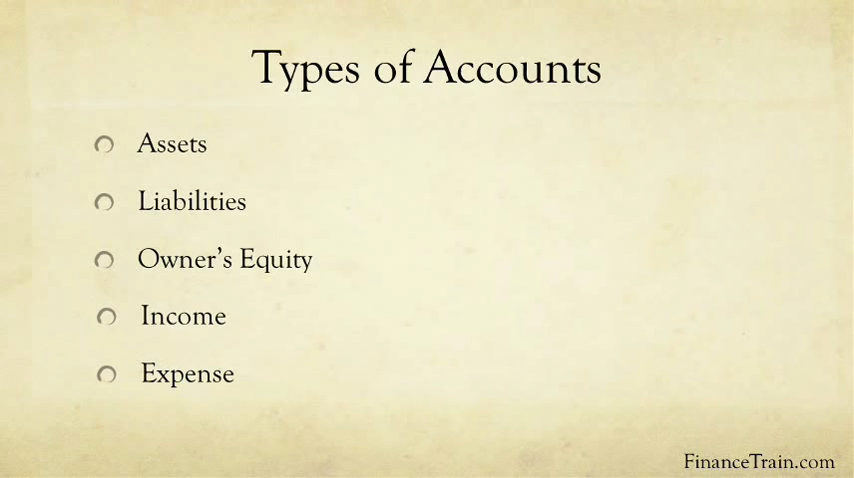 Types of Accounts
Assets
Liabilities
Owner’s Equity
Income
Expense
FinanceTrain.com